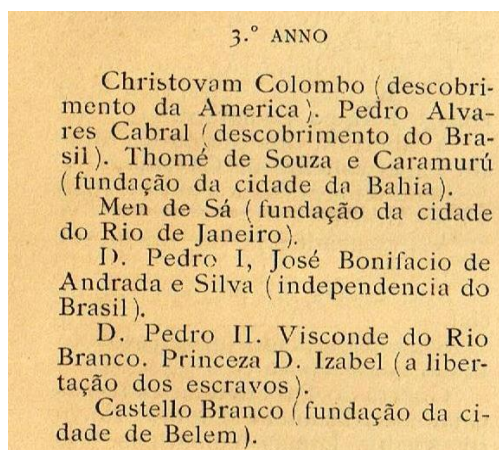 3.º ANNO
Christovam Colombo (descobri-
mento da America). Pedro Alva-
res Cabral (descobrimento do Bra-
sil). Thomé de Souza e Caramurú
(fundação da cidade da Bahia).
Men de Sá (fundação da cidade
do Rio de Janeiro).
D. Pedro I, José Bonifacio de
Andrada e Silva (independencia do
Brasil).
D. Pedro II. Visconde do Rio
Branco. Princeza D. Izabel (a liber-
tação dos escravos).
Castello Branco (fundação da ci-
dade de Belem).